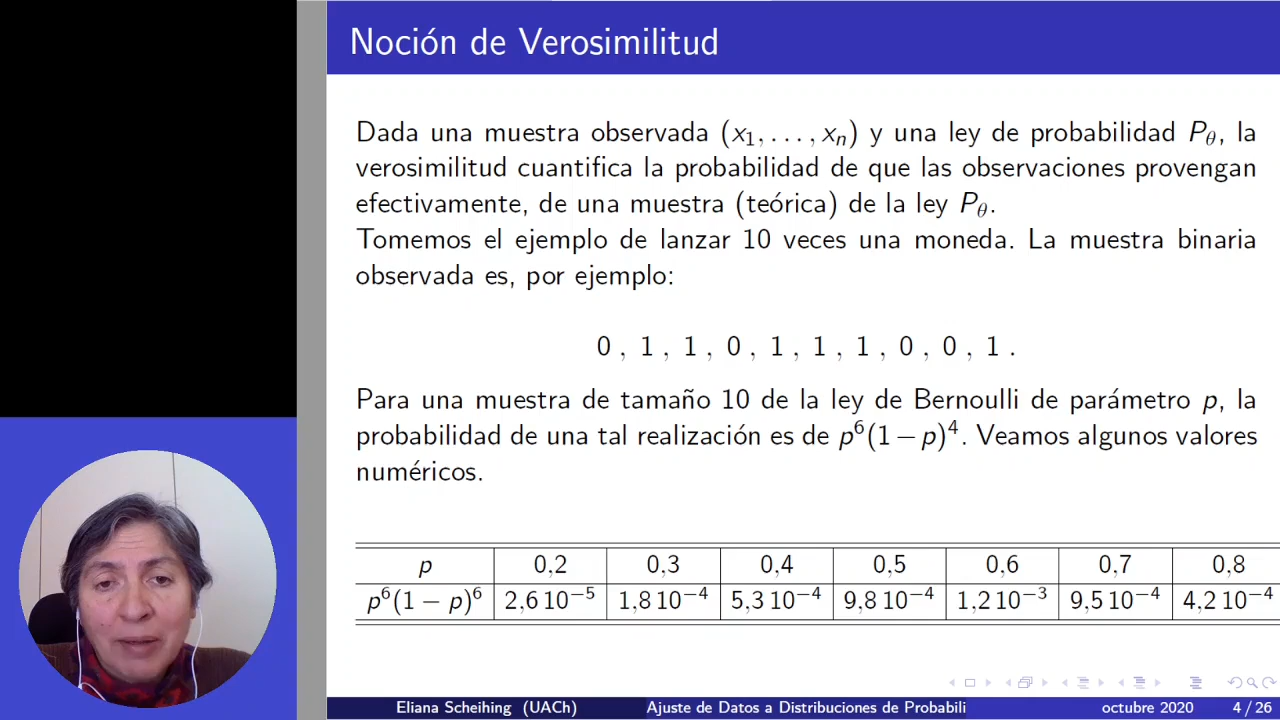 Noción de Verosimilitud
Dada una muestra observada (x₁, . . . , xₙ) y una ley de probabilidad P_θ, la
verosimilitud cuantifica la probabilidad de que las observaciones provengan
efectivamente, de una muestra (teórica) de la ley P_θ.
Tomemos el ejemplo de lanzar 10 veces una moneda. La muestra binaria
observada es, por ejemplo:
0 , 1 , 1 , 0 , 1 , 1 , 1 , 0 , 0 , 1 .
Para una muestra de tamaño 10 de la ley de Bernoulli de parámetro p, la
probabilidad de una tal realización es de p⁶(1−p)⁴. Veamos algunos valores
numéricos.
p 0,2 0,3 0,4 0,5 0,6 0,7 0,8
p⁶(1 − p)⁶ 2,6 10⁻⁵ 1,8 10⁻⁴ 5,3 10⁻⁴ 9,8 10⁻⁴ 1,2 10⁻³ 9,5 10⁻⁴ 4,2 10⁻⁴
Eliana Scheihing (UACh) Ajuste de Datos a Distribuciones de Probabili octubre 2020 4 / 26